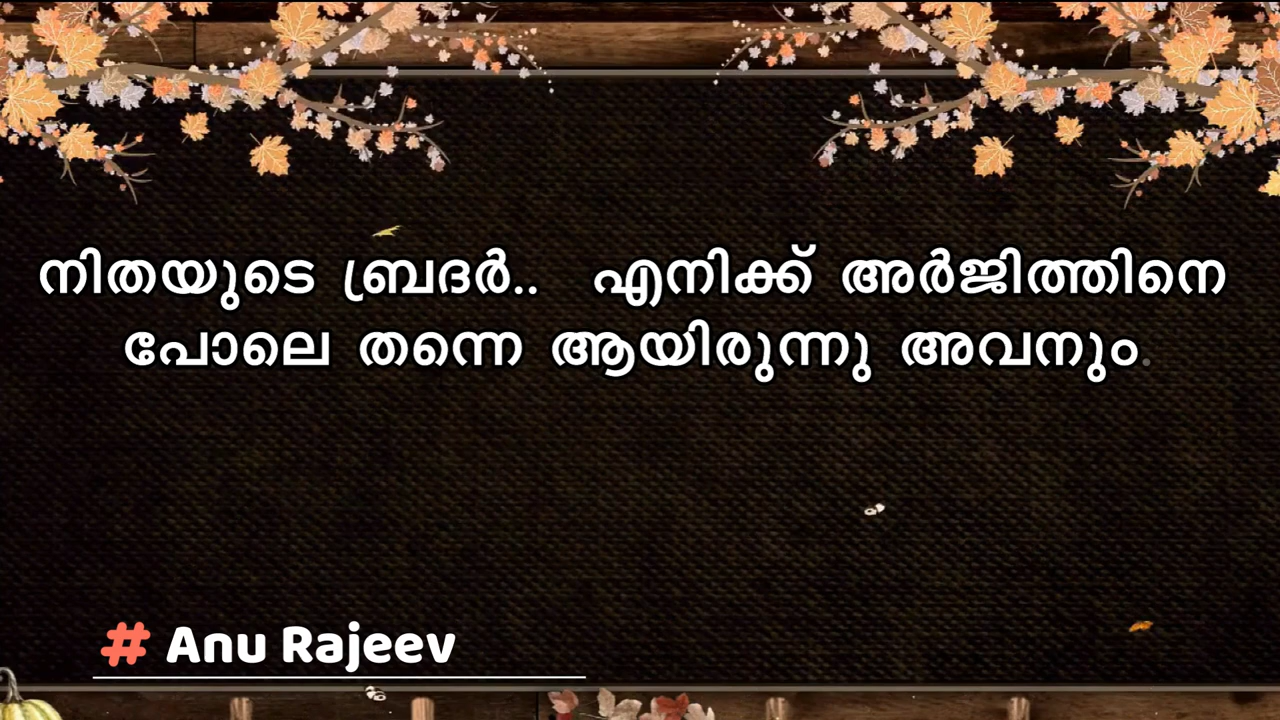 നിതയുടെ ബ്രദർ.. എനിക്ക് അർജിത്തിനെ
പോലെ തന്നെ ആയിരുന്നു അവനും.
# Anu Rajeev